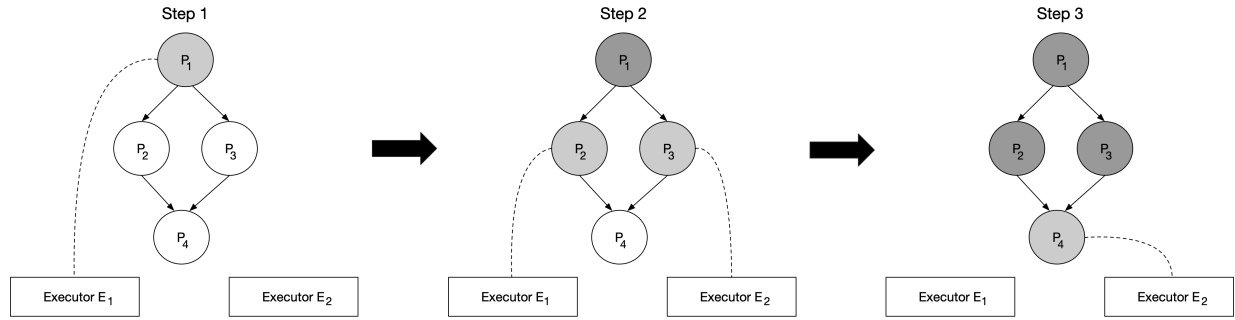 Step 1
P1
P2
P3
P4
Executor E1
Executor E2
Step 2
P1
P2
P3
P4
Executor E1
Executor E2
Step 3
P1
P2
P3
P4
Executor E1
Executor E2